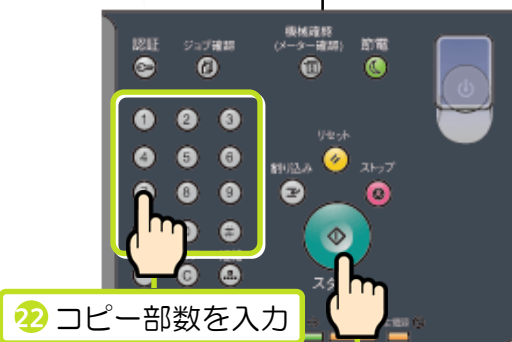 認証 ジョブ確認 機械確認
(メーター確認) 節電
1 2 3
4 5 6
8 9
リセット
割り込み ストップ
#
C
22 コピー部数を入力